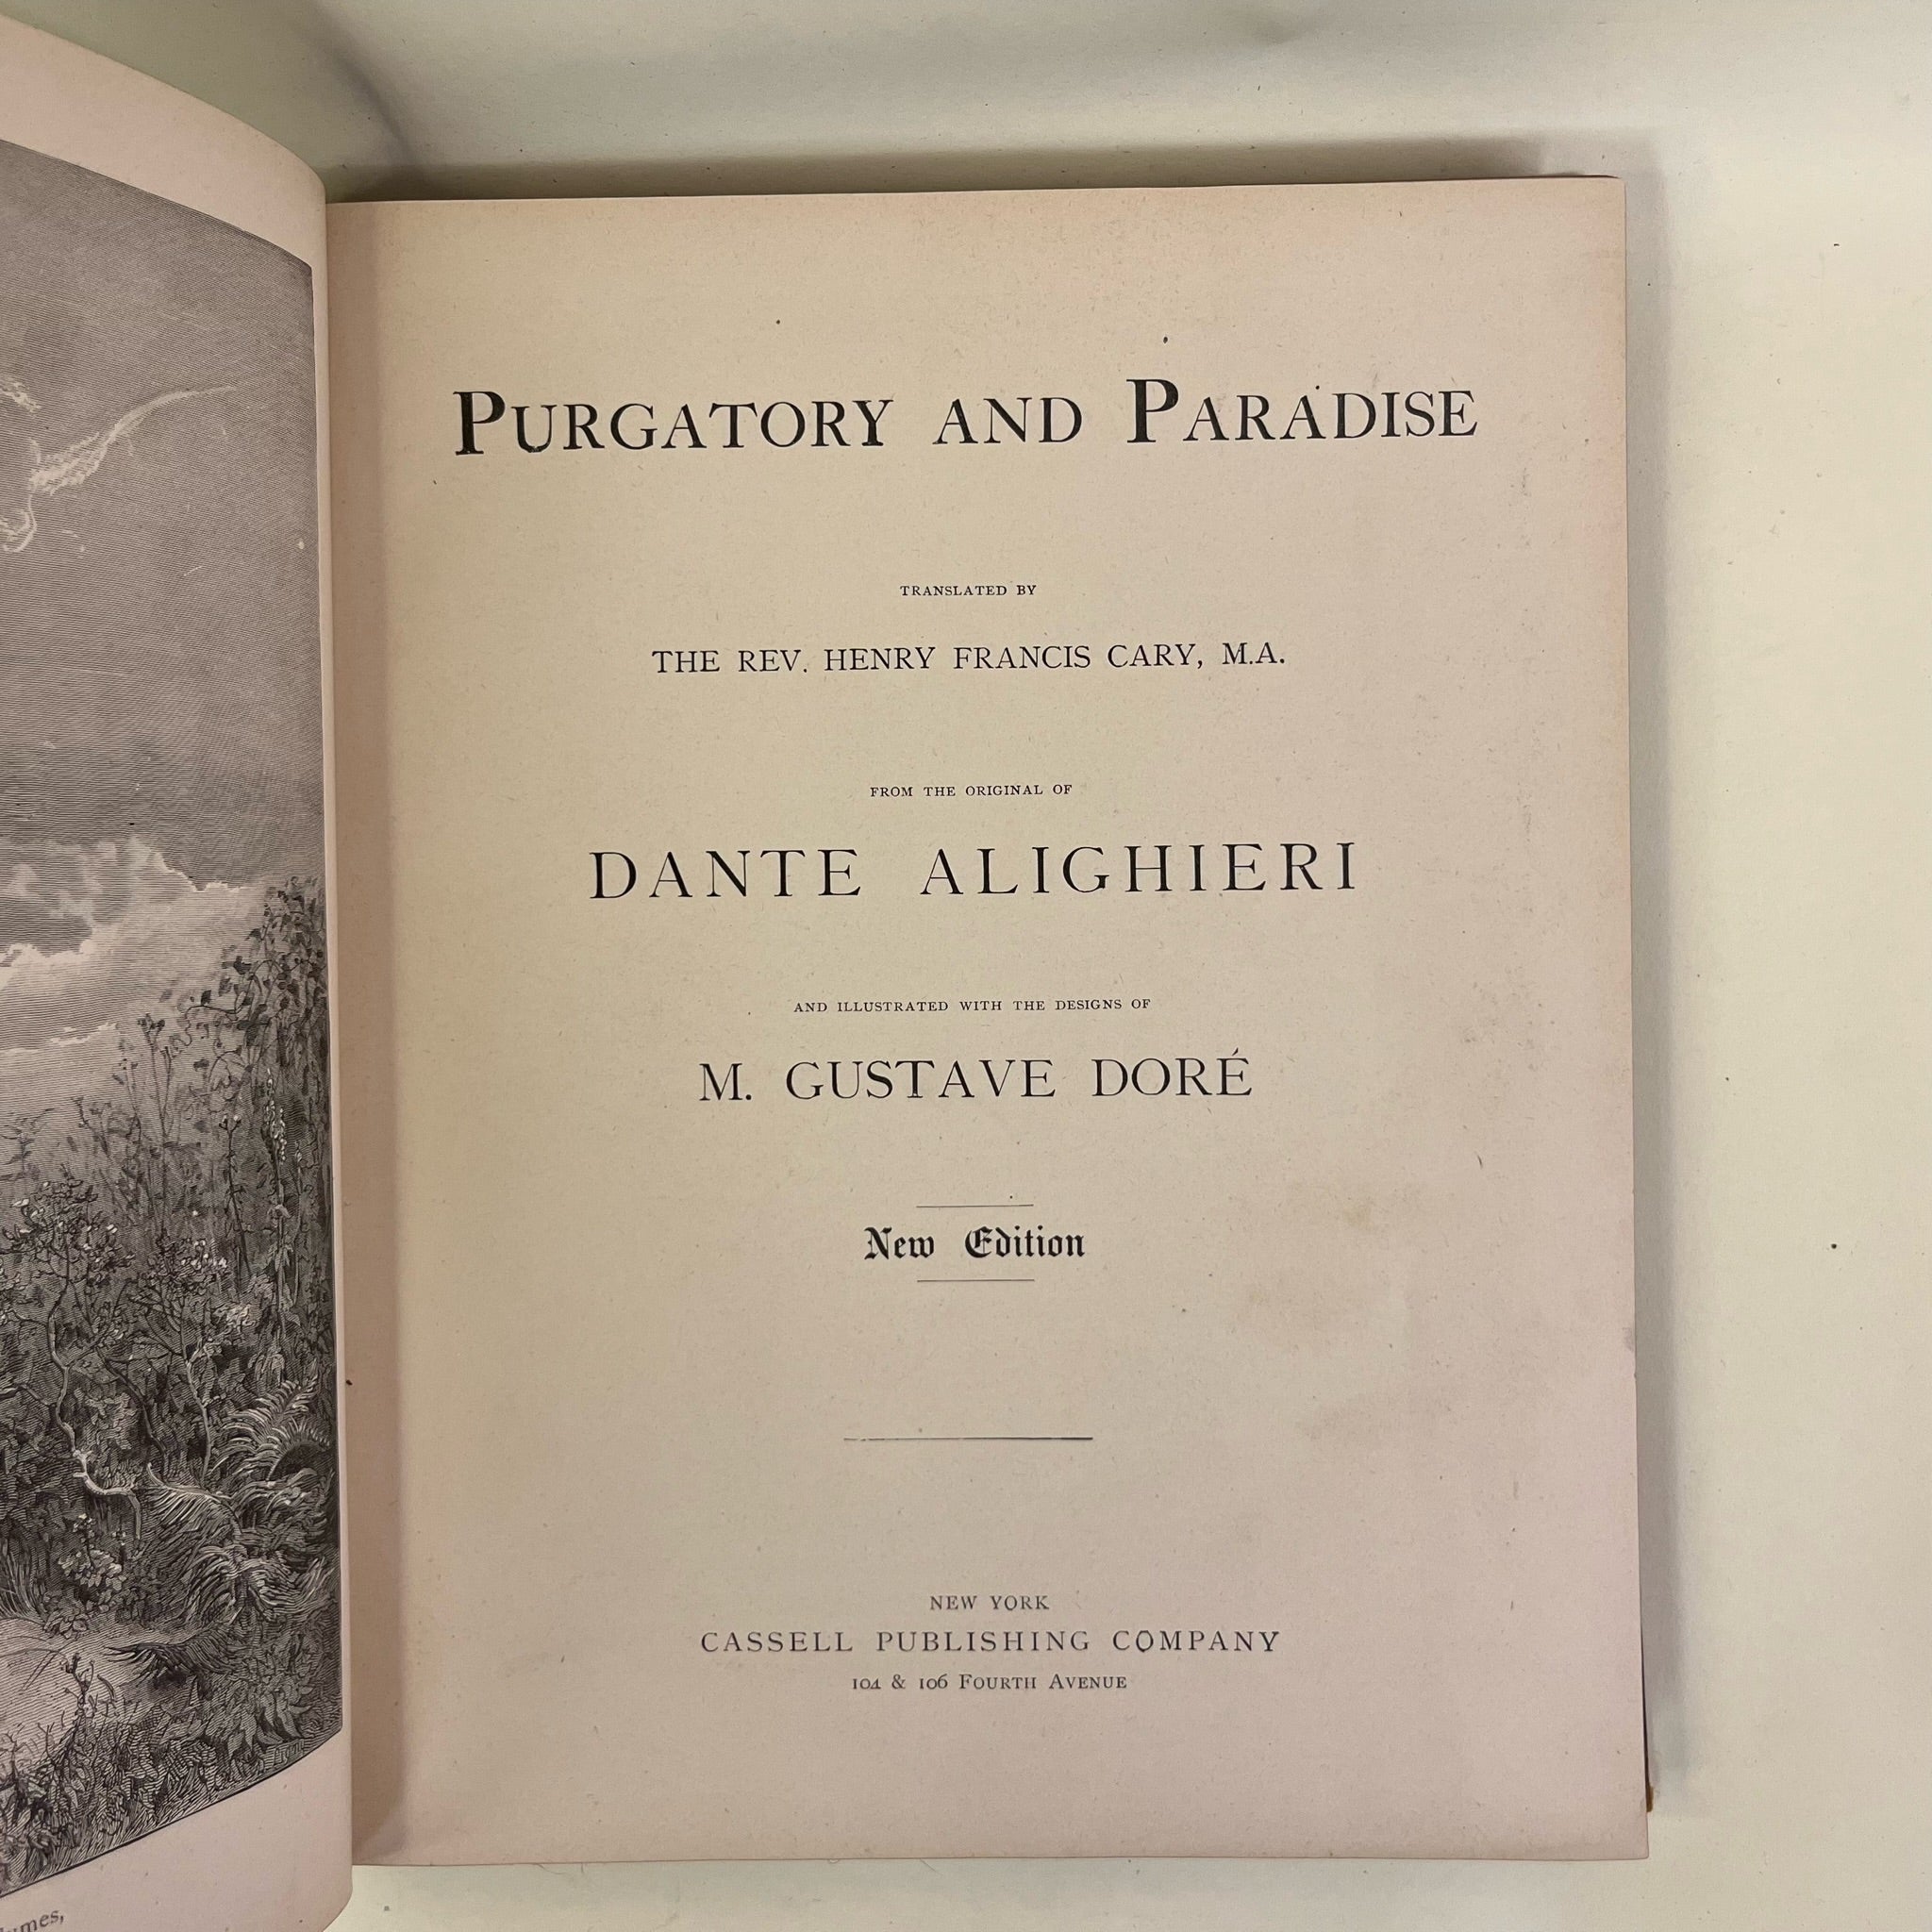 PURGATORY AND PARADISE
TRANSLATED BY
THE REV. HENRY FRANCIS CARY, M.A.
FROM THE ORIGINAL OF
DANTE ALIGHIERI
AND ILLUSTRATED WITH THE DESIGNS OF
M. GUSTAVE DORÉ
New Edition
NEW YORK
CASSELL PUBLISHING COMPANY
104 & 106 FOURTH AVENUE